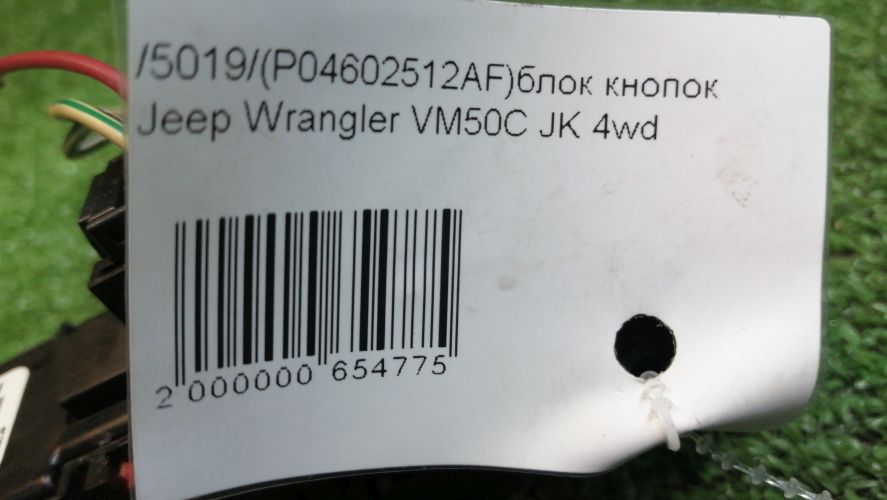 /5019/(P04602512AF)блок кнопок
Jeep Wrangler VM50C JK 4wd
2 000000 654775